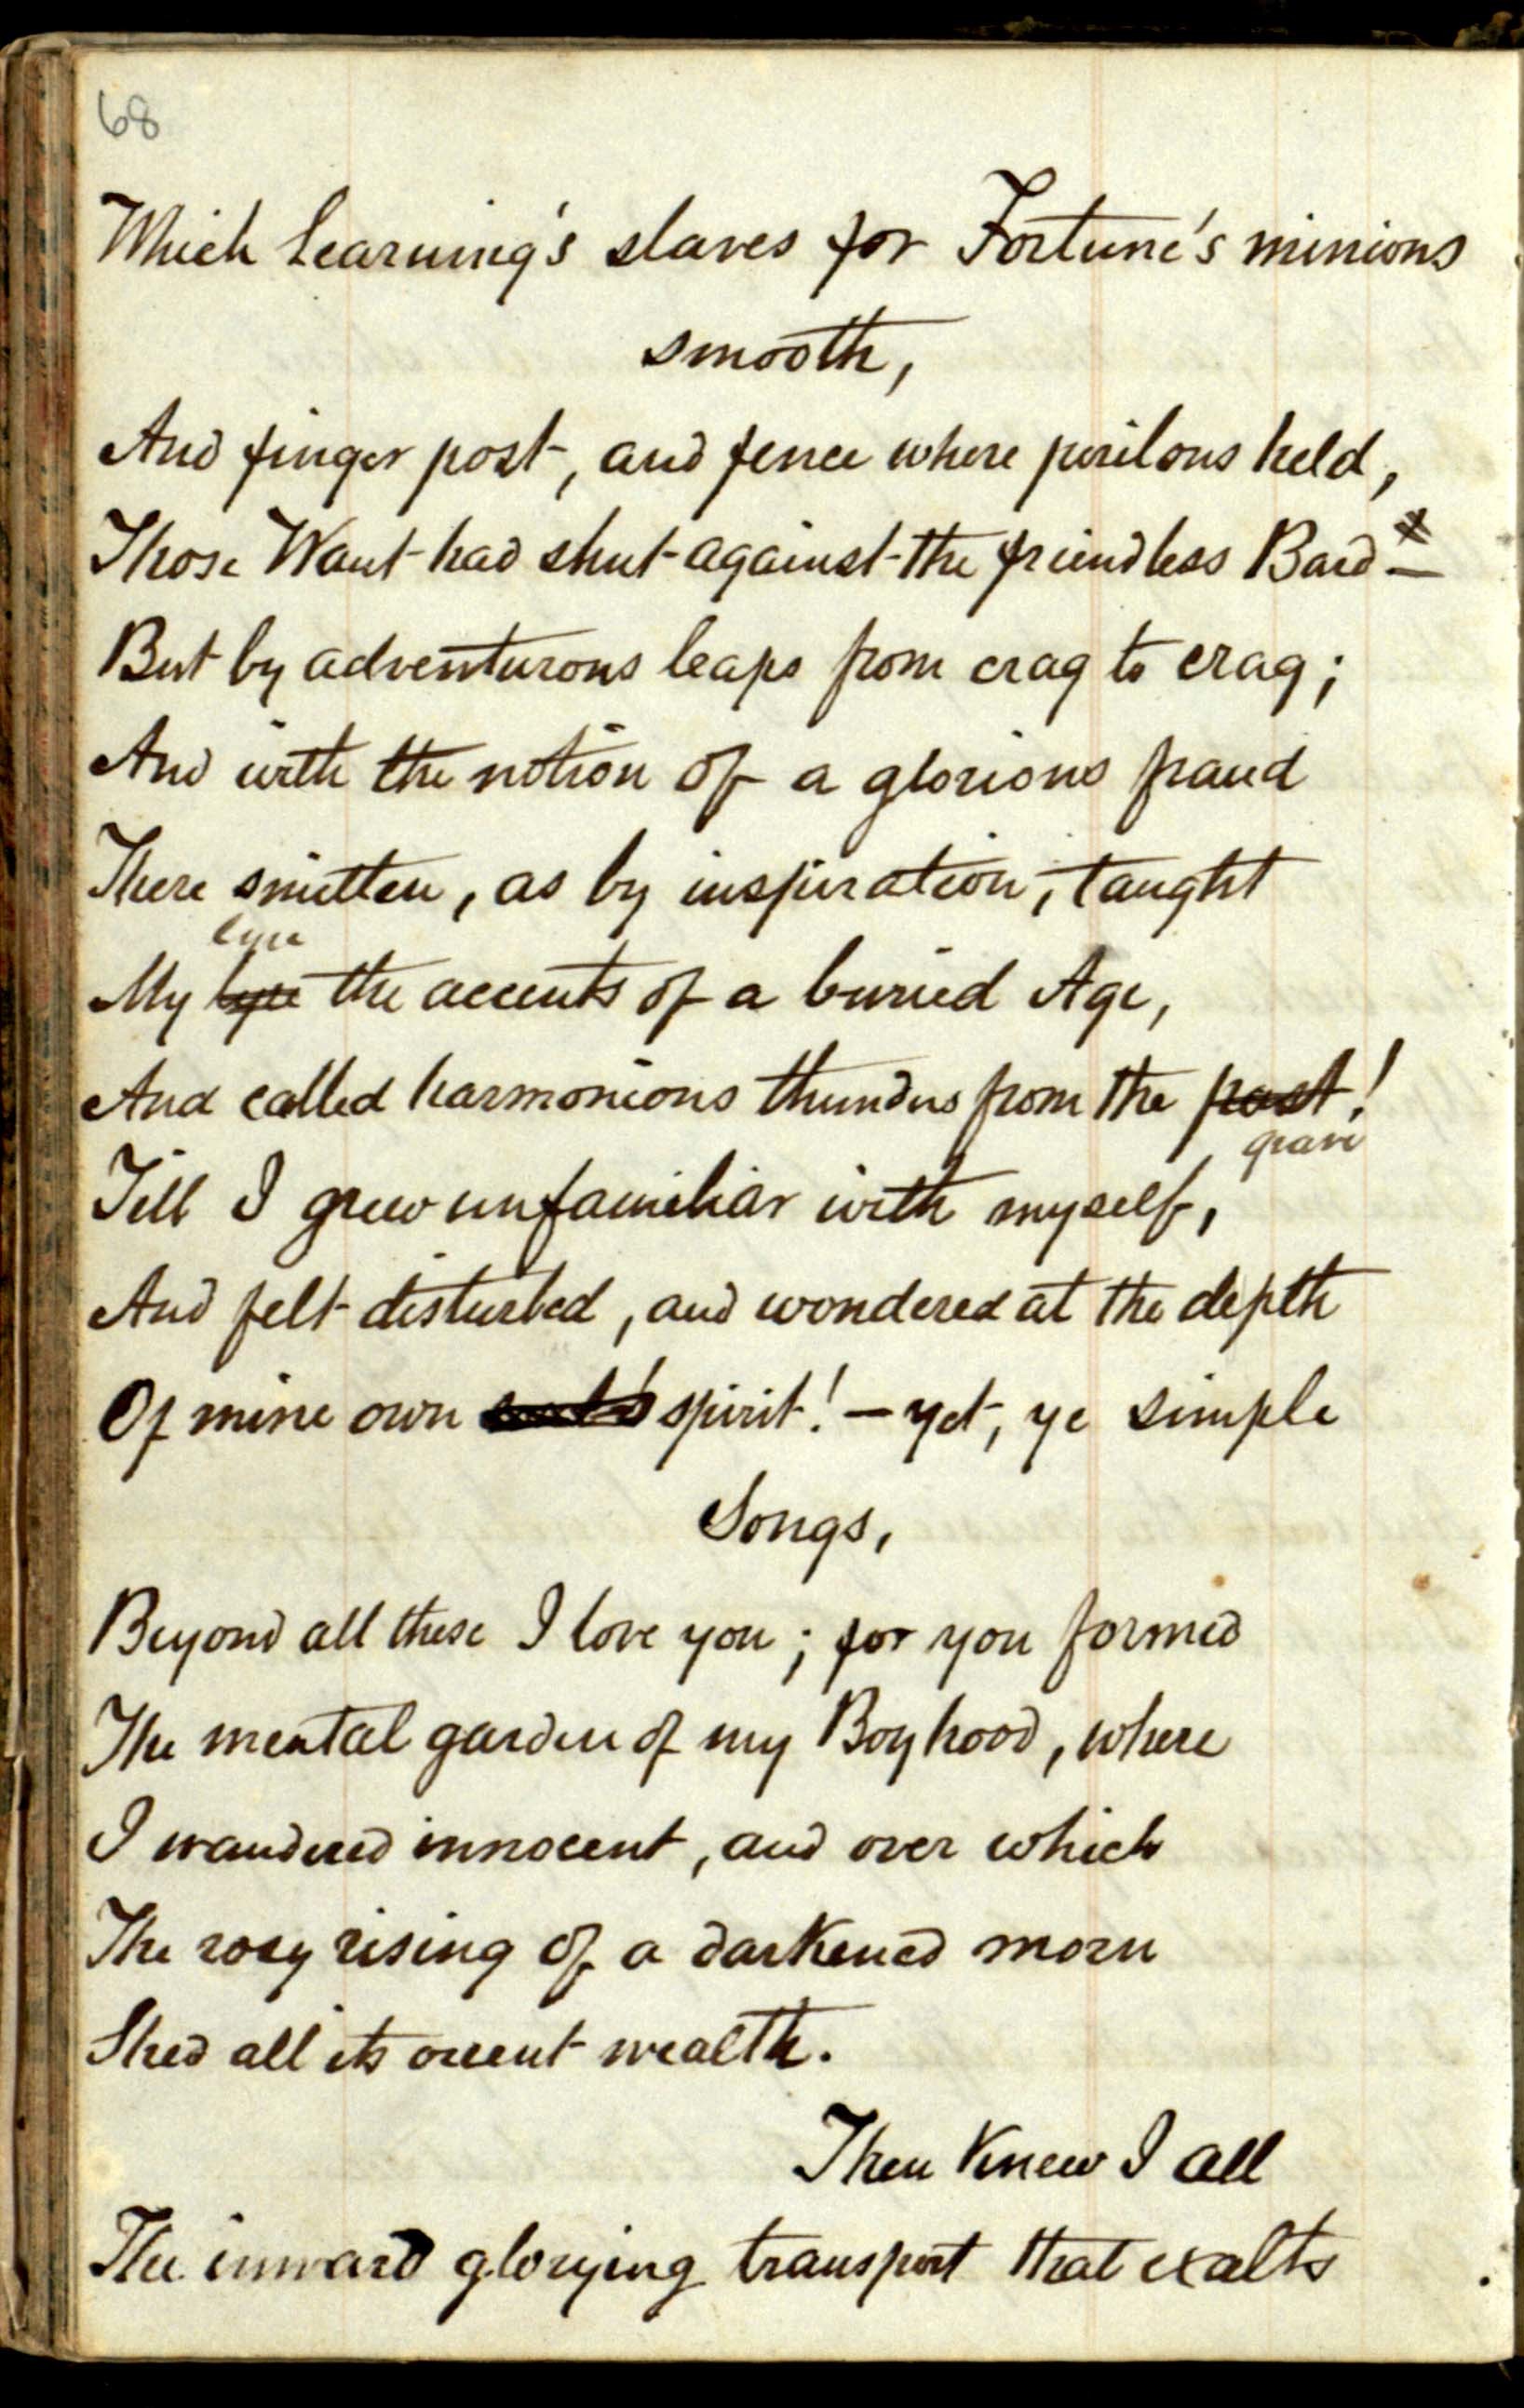 68
Which Learning's slaves for Fortune's minions
smooth,
And finger post, and fence where perilous held,
Those Want had shut against the friendless Bard —
But by adventurous leaps from crag to crag;
And with the notion of a glorious fraud
There smitten, as by inspiration, taught
lyre
My lyre the accents of a buried Age,
And called harmonious thunders from the past!
grave
Till I grew unfamiliar with myself,
And felt disturbed, and wondered at the depth
Of mine own spirit! — yet, ye simple
Songs,
Beyond all these I love you; for you formed
The mental garden of my Boyhood, where
I wandered innocent, and over which
The rosy rising of a darkened morn
Shed all its orient wealth.
Then Knew I all
The inward glorying transport that exalts